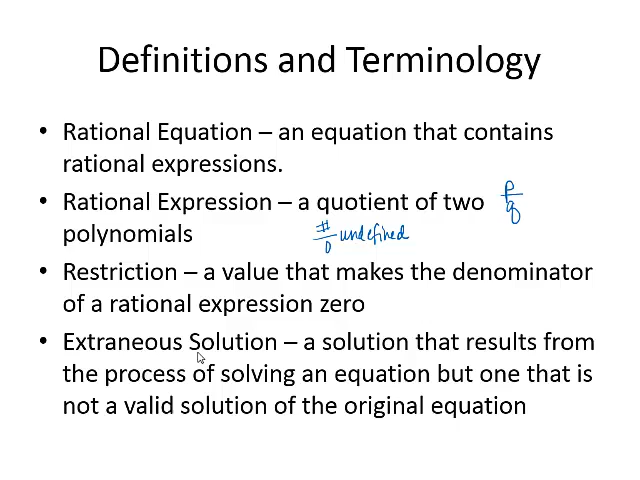 Definitions and Terminology
• Rational Equation – an equation that contains
rational expressions.
• Rational Expression – a quotient of two p/q
polynomials #/0 undefined
• Restriction – a value that makes the denominator
of a rational expression zero
• Extraneous Solution – a solution that results from
the process of solving an equation but one that is
not a valid solution of the original equation